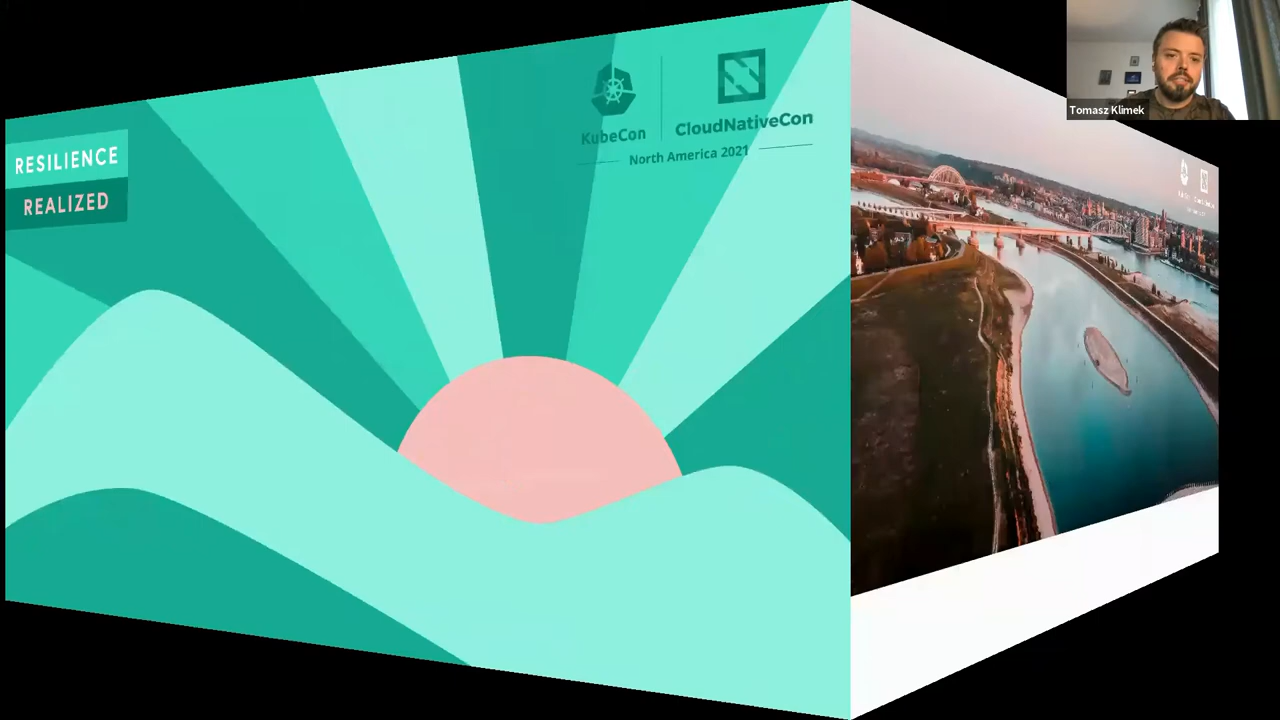 RESILIENCE
REALIZED
KubeCon
CloudNativeCon
North America 2021
Tomasz Klimek